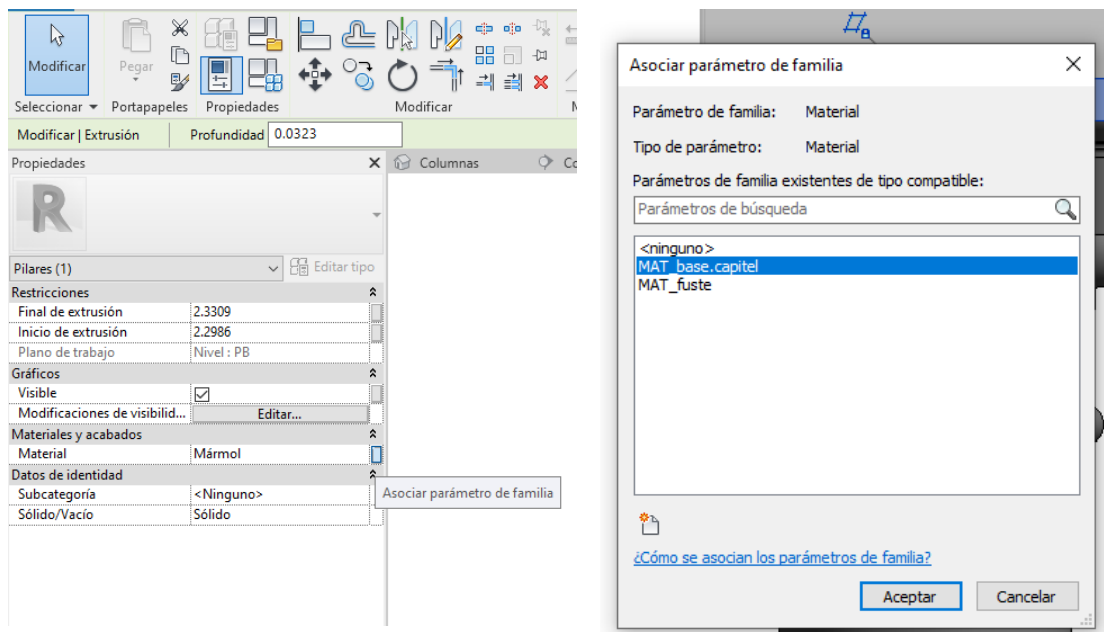 Modificar
Pegar
Seleccionar
Portapapeles
Propiedades
Modificar
Modificar | Extrusión
Profundidad 0.0323
Propiedades
Columnas
R
Pilares (1)
Editar tipo
Restricciones
Final de extrusión 2.3309
Inicio de extrusión 2.2986
Plano de trabajo Nivel : PB
Gráficos
Visible
Modificaciones de visibilid... Editar...
Materiales y acabados
Material Mármol
Datos de identidad
Subcategoría <Ninguno>
Sólido/Vacío Sólido
Asociar parámetro de familia
Asociar parámetro de familia
Parámetro de familia: Material
Tipo de parámetro: Material
Parámetros de familia existentes de tipo compatible:
Parámetros de búsqueda
<ninguno>
MAT_base.capitel
MAT_fuste
¿Cómo se asocian los parámetros de familia?
Aceptar
Cancelar